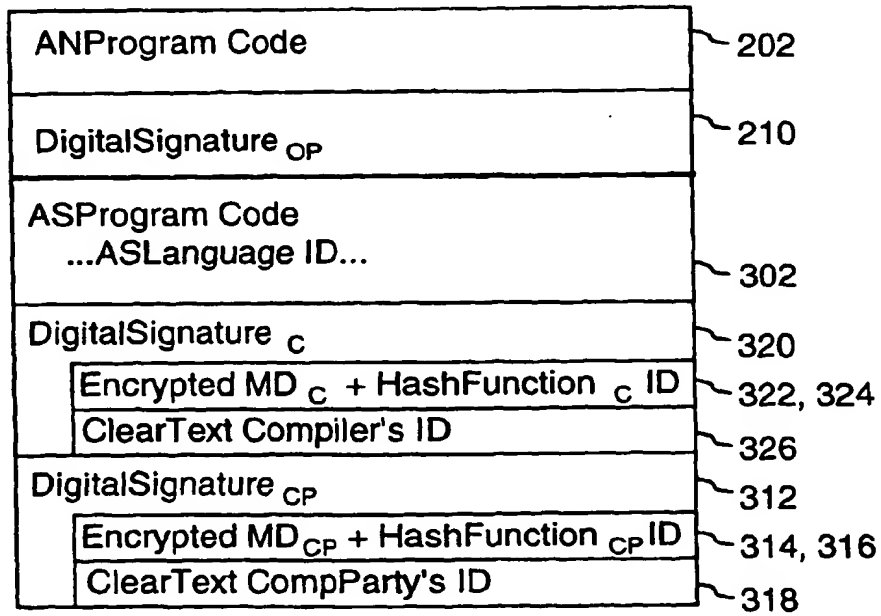 ANProgram Code 202
DigitalSignature OP 210
ASProgram Code
...ASLanguage ID... 302
DigitalSignature C 320
Encrypted MD C + HashFunction C ID 322, 324
ClearText Compiler's ID 326
DigitalSignature CP 312
Encrypted MD CP + HashFunction CP ID 314, 316
ClearText CompParty's ID 318